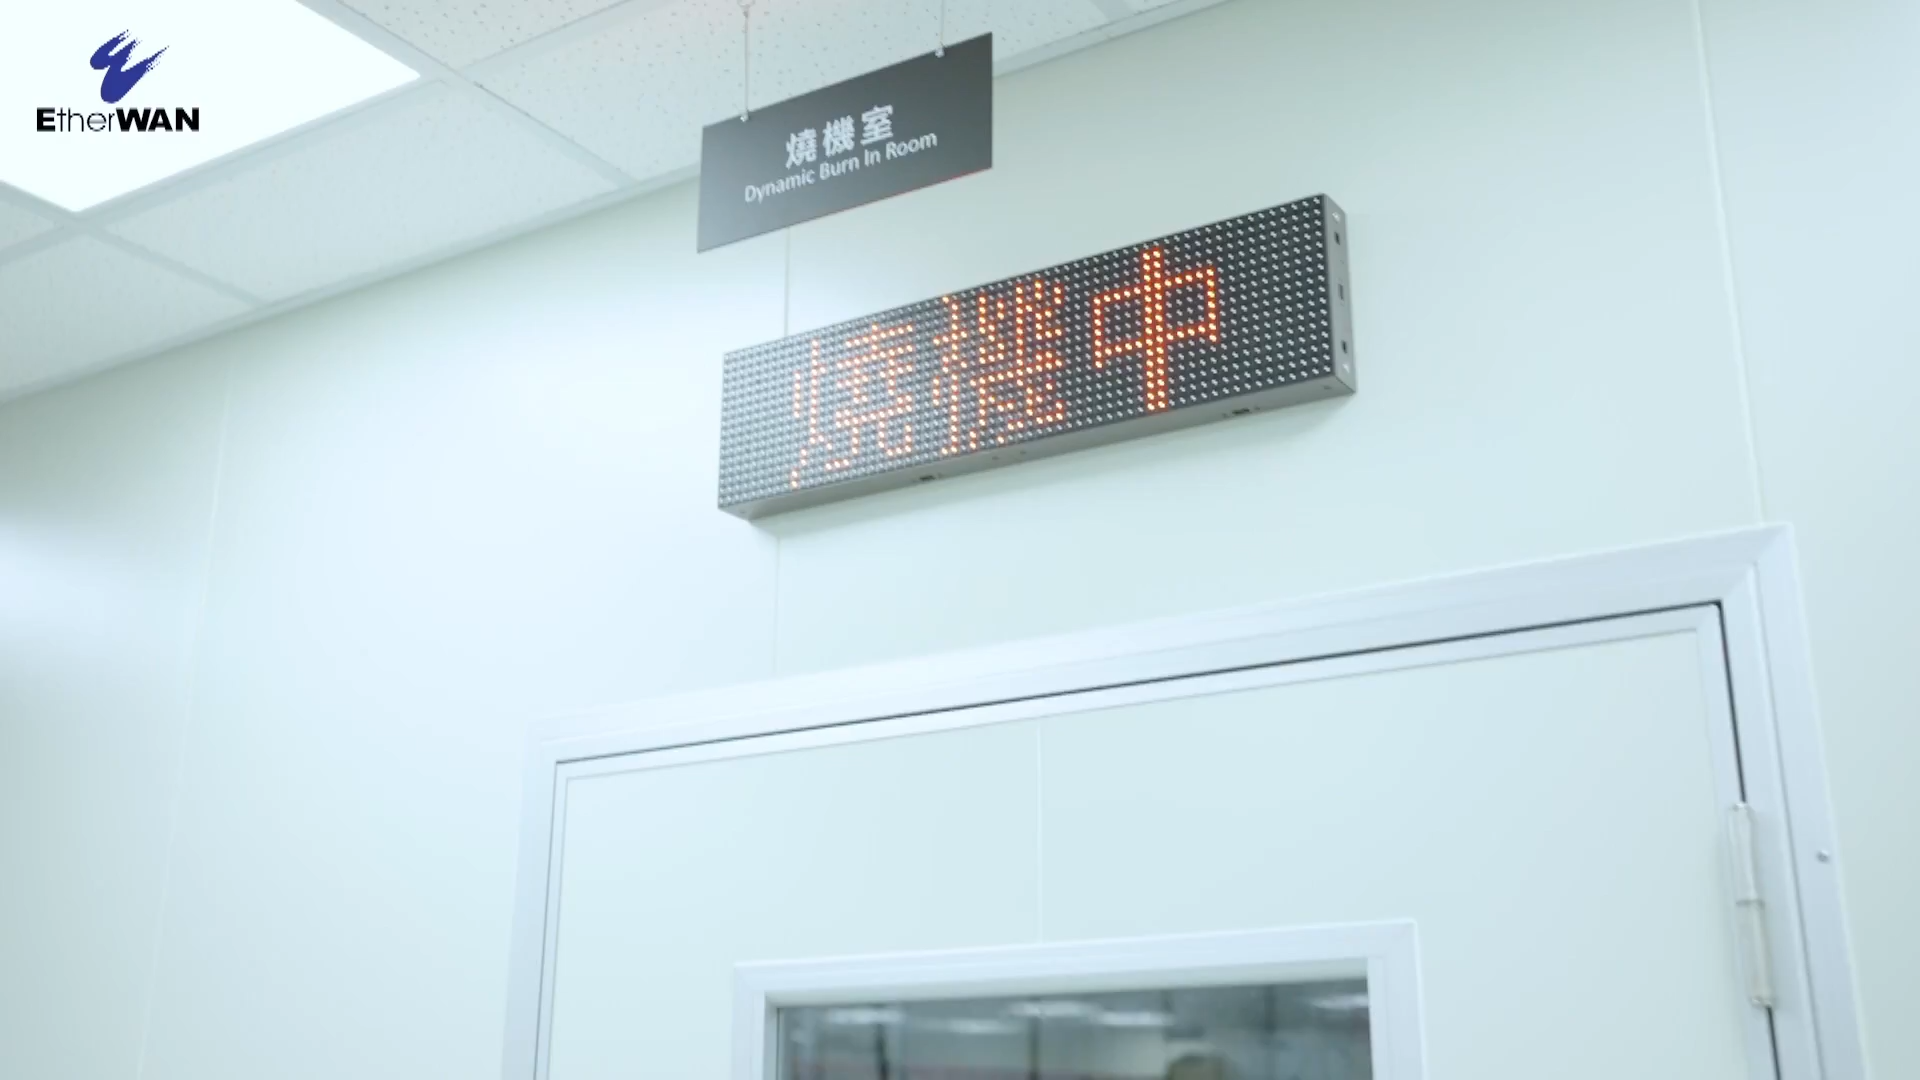 EtherWAN
燒機室
Dynamic Burn In Room
燒機中